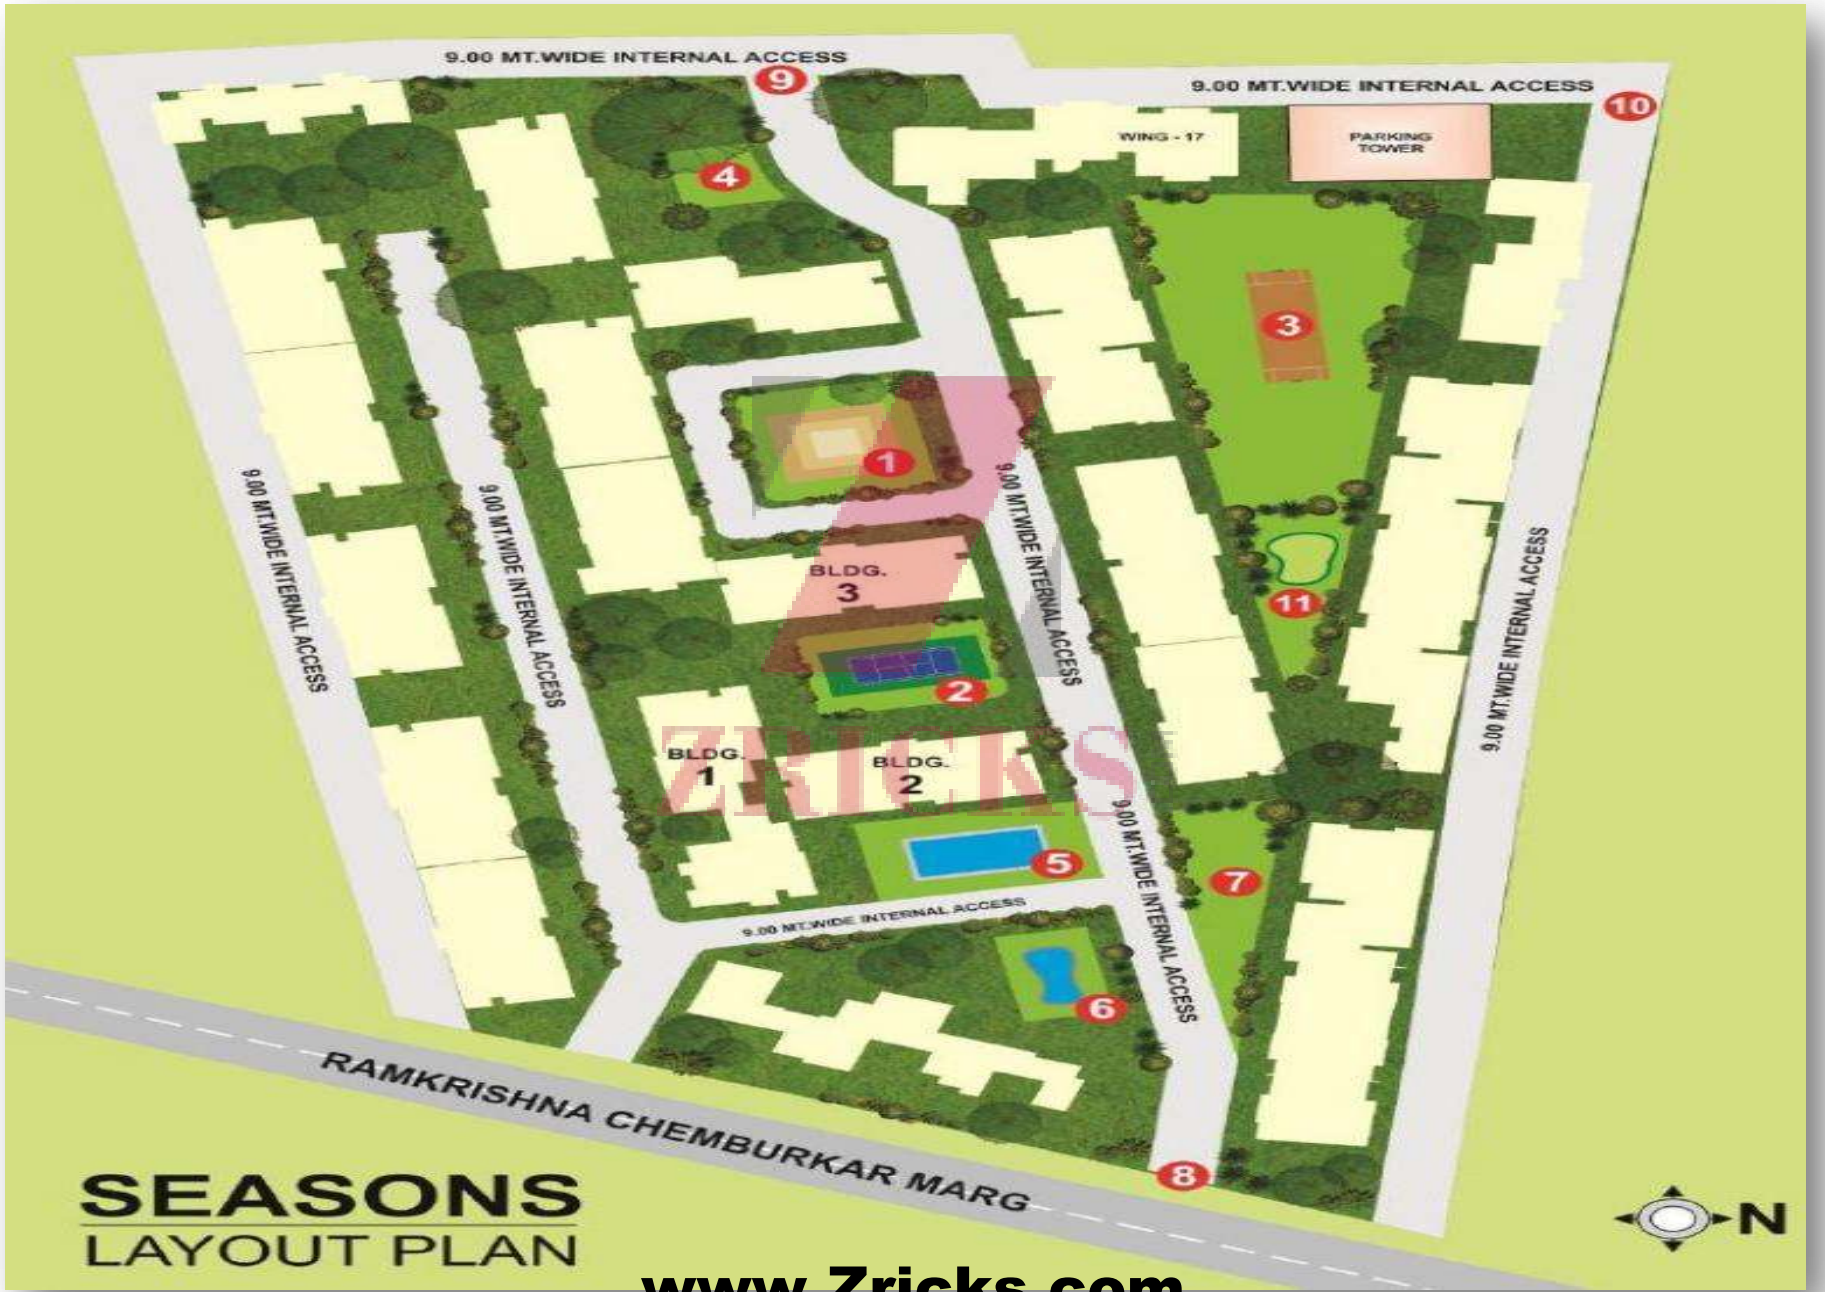 9.00 MT.WIDE INTERNAL ACCESS
9
9.00 MT.WIDE INTERNAL ACCESS
10
WING - 17
PARKING
TOWER
4
3
1
9.00 MT.WIDE INTERNAL ACCESS
9.00 MT.WIDE INTERNAL ACCESS
9.00 MT.WIDE INTERNAL ACCESS
9.00 MT.WIDE INTERNAL ACCESS
BLDG.
3
11
2
BLDG.
1
BLDG.
2
ZRICKS
5
7
9.00 MT.WIDE INTERNAL ACCESS
9.00 MT.WIDE INTERNAL ACCESS
6
RAMKRISHNA CHEMBURKAR MARG
8
SEASONS
LAYOUT PLAN
N
www.Zricks.com